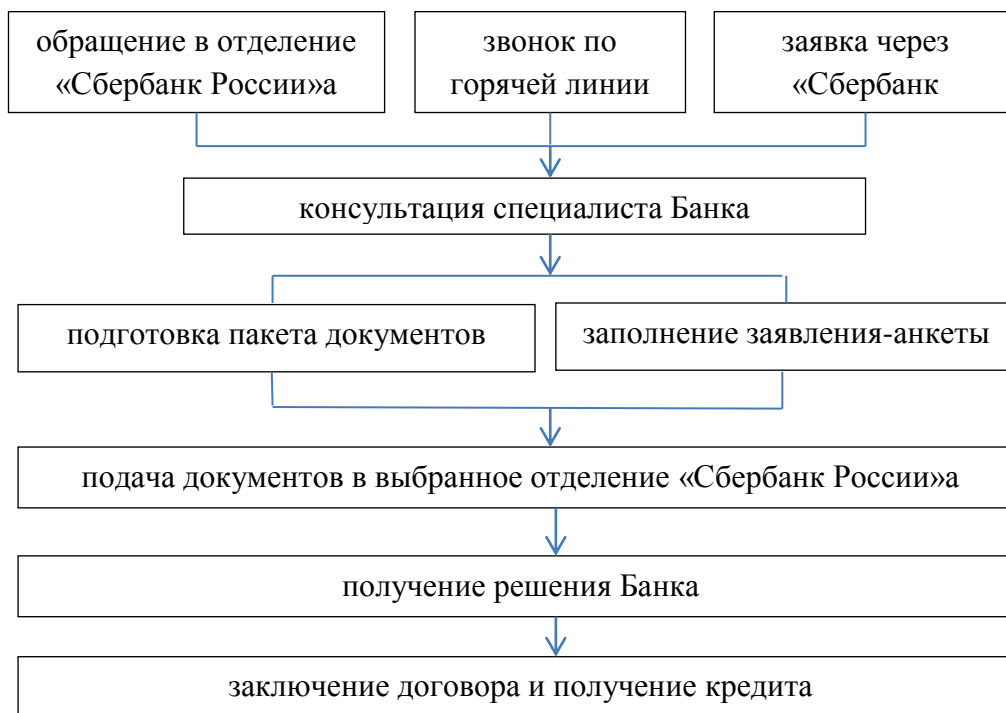 обращение в отделение
«Сбербанк России»а
звонок по
горячей линии
заявка через
«Сбербанк
консультация специалиста Банка
подготовка пакета документов
заполнение заявления-анкеты
подача документов в выбранное отделение «Сбербанк России»а
получение решения Банка
заключение договора и получение кредита